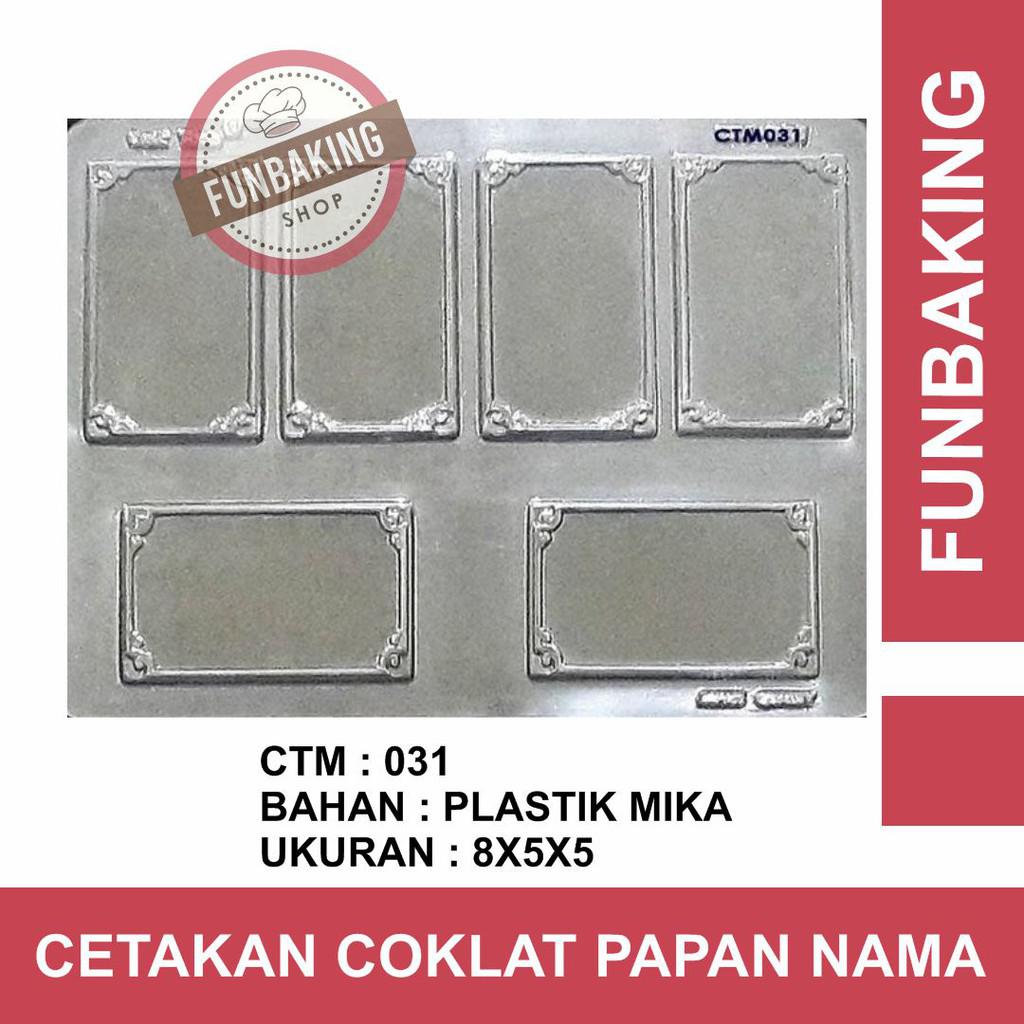 FUNBAKING
SHOP
CTM031
FUNBAKING
CTM : 031
BAHAN : PLASTIK MIKA
UKURAN : 8X5X5
CETAKAN COKLAT PAPAN NAMA